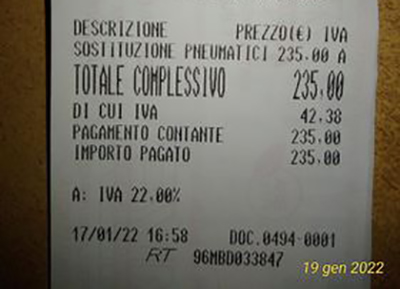 DESCRIZIONE PREZZO(€) IVA
SOSTITUZIONE PNEUMATICI 235.00 A
TOTALE COMPLESSIVO 235,00
DI CUI IVA 42,38
PAGAMENTO CONTANTE 235,00
IMPORTO PAGATO 235,00
A: IVA 22.00%
17/01/22 16:58 DOC.0494-0001
RT 96MBD033847
19 gen 2022